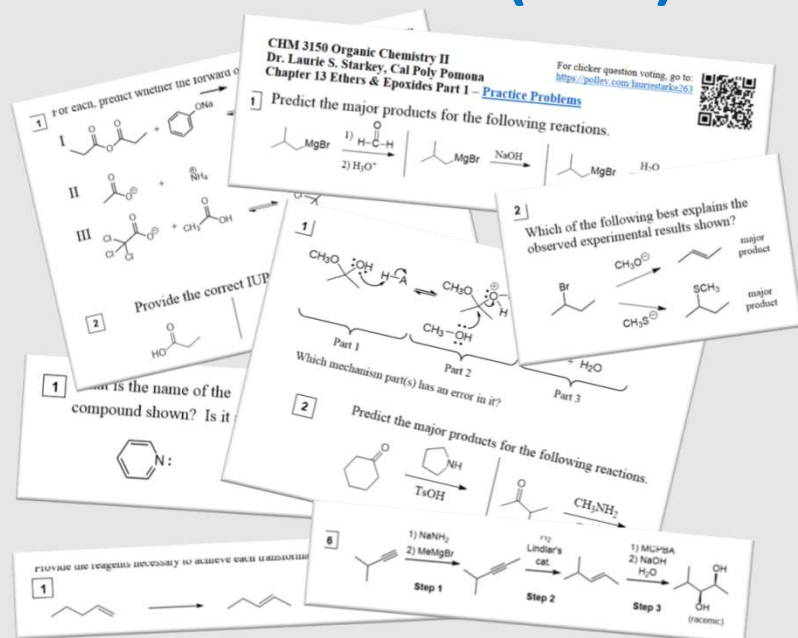 CHM 3150 Organic Chemistry II
Dr. Laurie S. Starkey, Cal Poly Pomona
Chapter 13 Ethers & Epoxides Part 1 – Practice Problems
For clicker question voting, go to:
https://pollev.com/lauriestarke263
1 Predict the major products for the following reactions.
MgBr 1) H-C-H O
2) H₃O⁺
MgBr NaOH
MgBr H₂O
1 For each, predict whether the forward
I O O O + ONa
II O O⊖ + ⊕NH₄
III Cl Cl Cl O O⊖ + CH₃ O OH
2 Provide the correct IUP
HO O
2 Which of the following best explains the
observed experimental results shown?
Br CH₃O⊖ major
product
CH₃S⊖ SCH₃ major
product
1
CH₃O :OH H-A CH₃O ⊕ O H
CH₃-OH
+ H₂O
Part 1 Part 2 Part 3
Which mechanism part(s) has an error in it?
2 Predict the major products for the following reactions.
O NH
TsOH
O CH₃NH₂
1 is the name of the
compound shown? Is it
N:
Provide the reagents necessary to achieve each
1
6 1) NaNH₂
2) MeMgBr
Step 1
Lindlar's
cat.
Step 2
1) MCPBA
2) NaOH
H₂O
Step 3
OH
OH
(racemic)